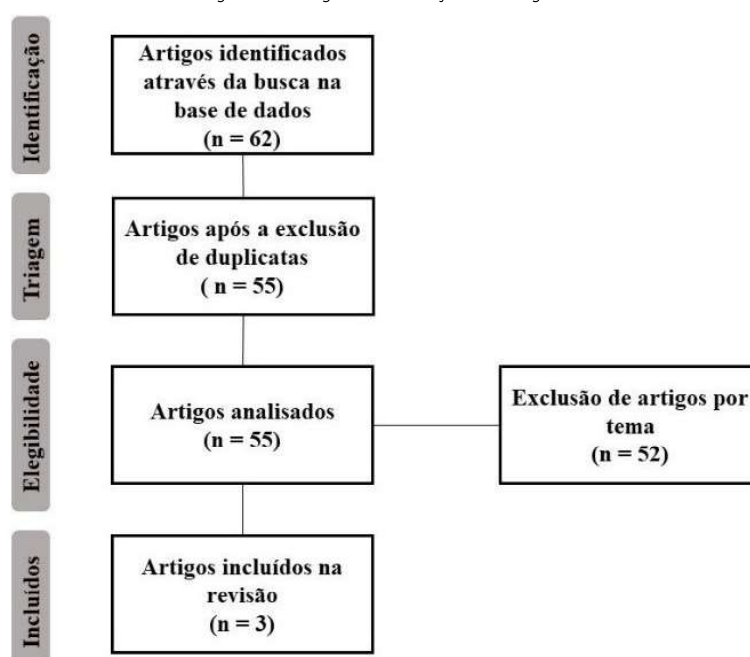 Identificação
Artigos identificados
através da busca na
base de dados
(n = 62)
Triagem
Artigos após a exclusão
de duplicatas
( n = 55)
Elegibilidade
Artigos analisados
(n = 55)
Exclusão de artigos por
tema
(n = 52)
Incluídos
Artigos incluídos na
revisão
(n = 3)